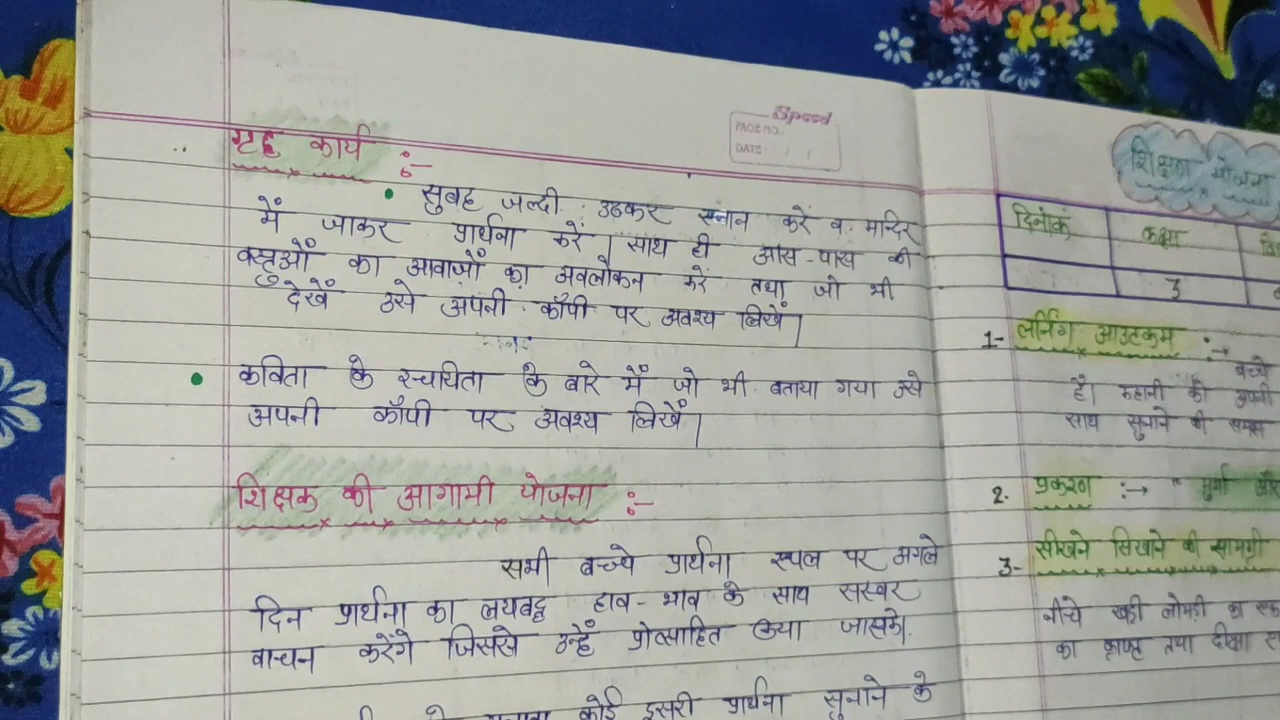 गृह कार्य :-
Speed
PAGE NO.
DATE / /
• सुबह जल्दी उठकर स्नान करें व मन्दिर
में जाकर प्रार्थना करें। साथ ही आस-पास की
वस्तुओं का आवाज़ों का अवलोकन करें तथा जो भी
देखें उसे अपनी कॉपी पर अवश्य लिखें।
• कविता के रचायिता के बारे में जो भी बताया गया उसे
अपनी कॉपी पर अवश्य लिखें।
शिक्षक की आगामी योजना :-
सभी बच्चे प्रार्थना स्थल पर अगले
दिन प्रार्थना का लयबद्ध हाव-भाव के साथ सस्वर
वाचन करेंगे जिससे उन्हें प्रोत्साहित किया जासके।
कोई दूसरी प्रार्थना सुनाने के
शिक्षण योजना
दिनांक कक्षा
3
1- लर्निंग आउटकम :→
बच्चे
है। कहानी को अपनी
साथ सुनाने की समझ
2. प्रकरण :→ " मुर्गा और
3- सीखने सिखाने की सामग्री
नीचे खड़ी लोमड़ी का
का तथा